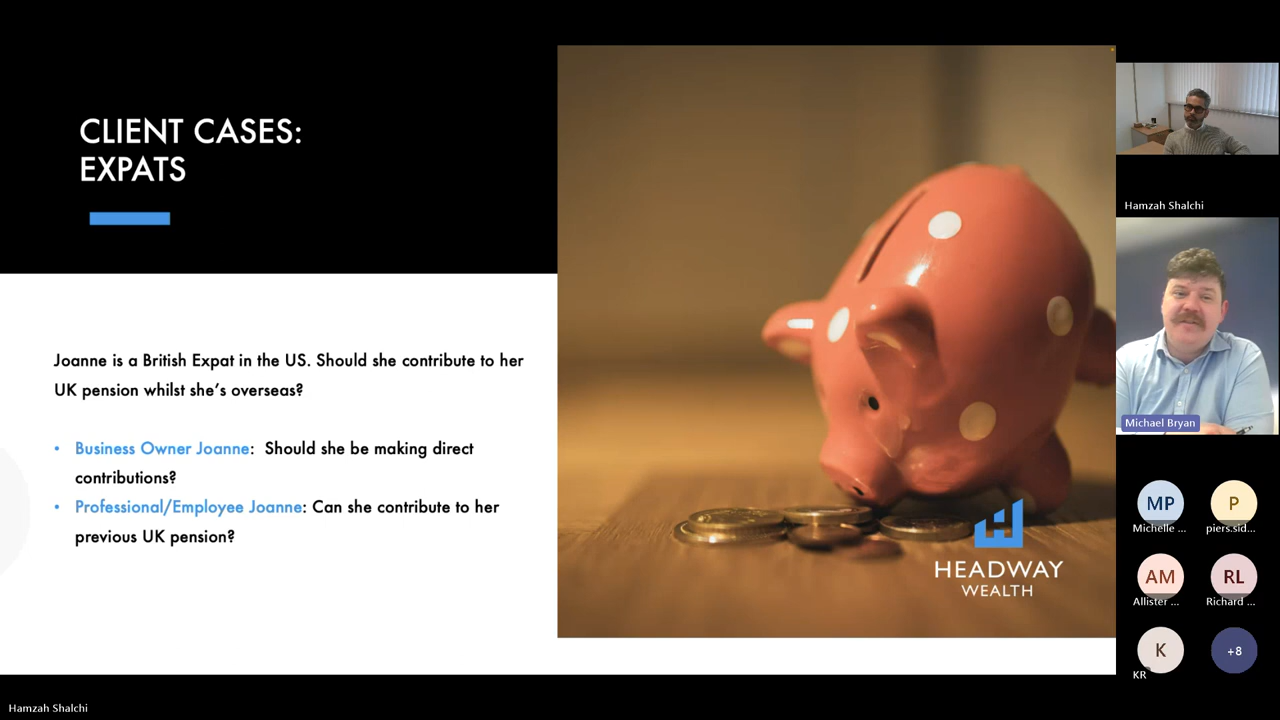 CLIENT CASES:
EXPATS
Joanne is a British Expat in the US. Should she contribute to her
UK pension whilst she's overseas?
• Business Owner Joanne: Should she be making direct
contributions?
• Professional/Employee Joanne: Can she contribute to her
previous UK pension?
HEADWAY
WEALTH
Hamzah Shalchi
Michael Bryan
MP
Michelle ...
P
piers.sid...
AM
Allister ...
RL
Richard ...
K
KR
+8
Hamzah Shalchi